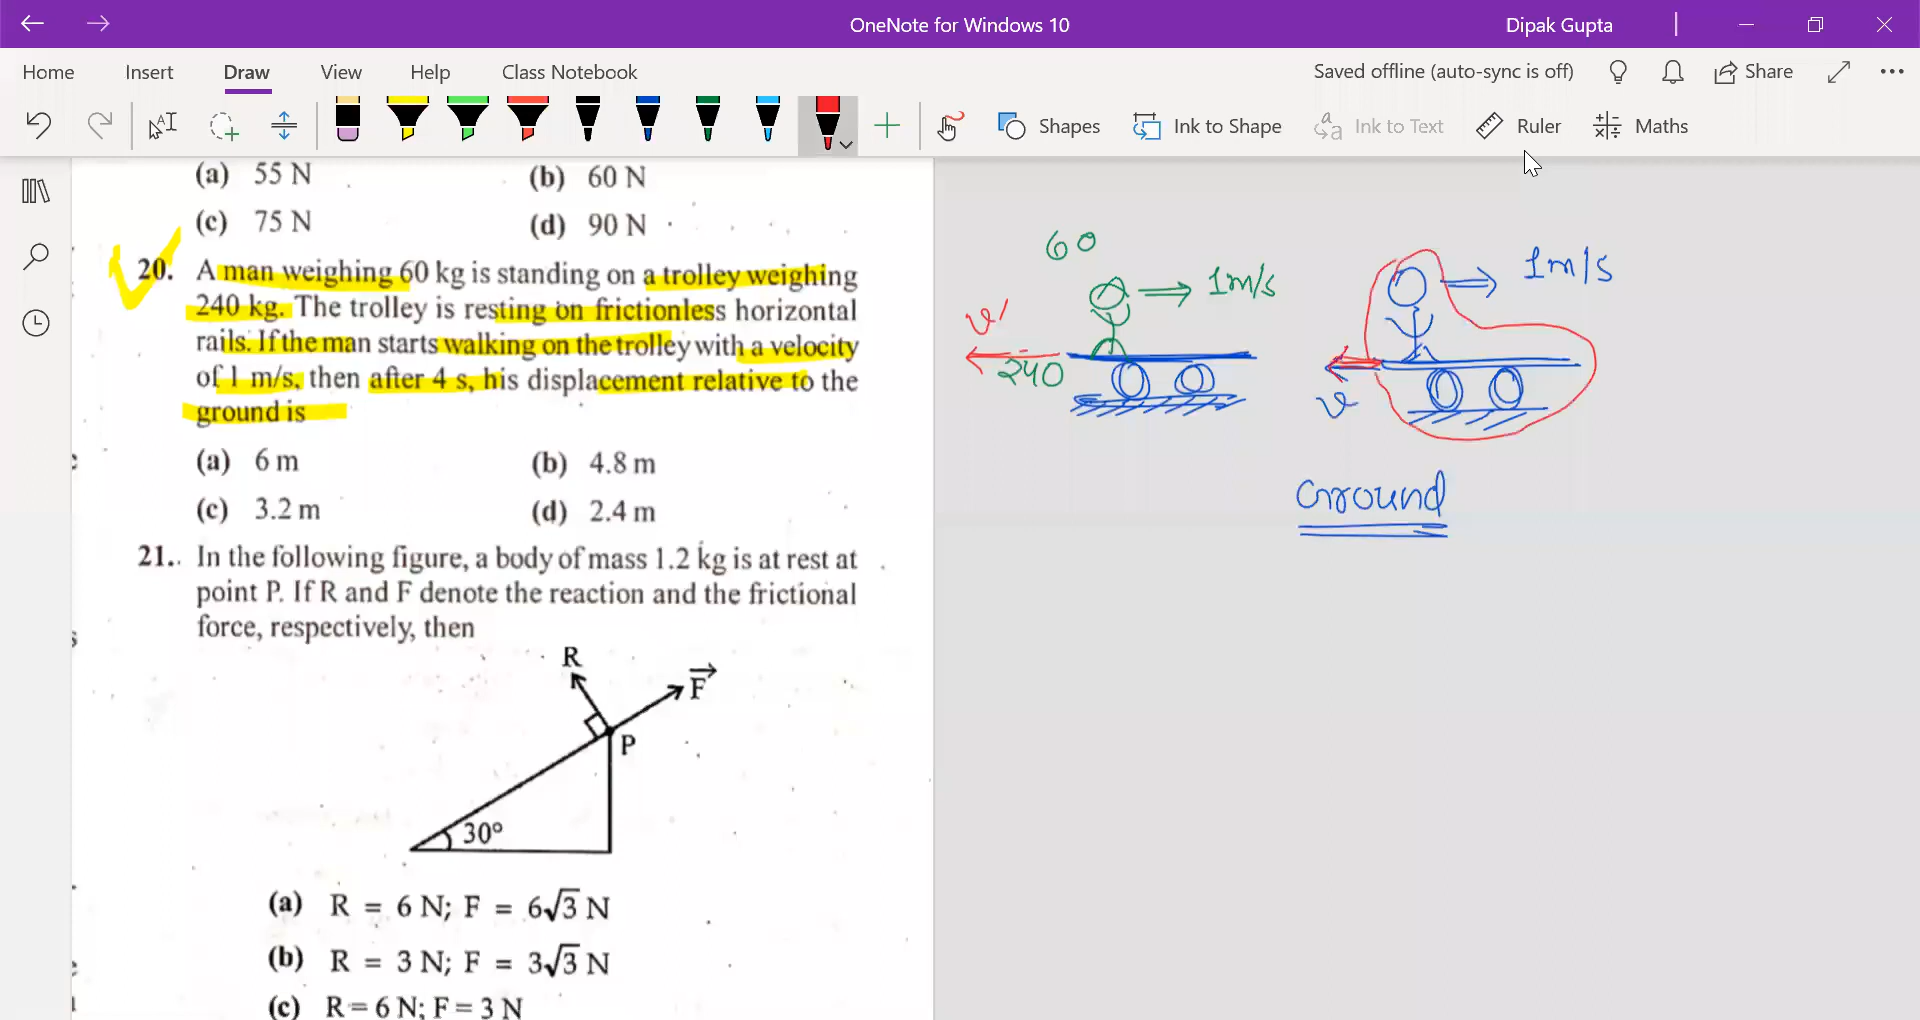 OneNote for Windows 10
Dipak Gupta
Home Insert Draw View Help Class Notebook
Saved offline (auto-sync is off) Share
Shapes Ink to Shape Ink to Text Ruler Maths
(a) 55 N (b) 60 N
(c) 75 N (d) 90 N
20. A man weighing 60 kg is standing on a trolley weighing
240 kg. The trolley is resting on frictionless horizontal
rails. If the man starts walking on the trolley with a velocity
of 1 m/s, then after 4 s, his displacement relative to the
ground is
(a) 6 m (b) 4.8 m
(c) 3.2 m (d) 2.4 m
21. In the following figure, a body of mass 1.2 kg is at rest at
point P. If R and F denote the reaction and the frictional
force, respectively, then
R
F
P
30°
(a) R = 6 N; F = 6√3 N
(b) R = 3 N; F = 3√3 N
(c) R = 6 N; F = 3 N
60
1m/s
v'
240
1m/s
v
Ground